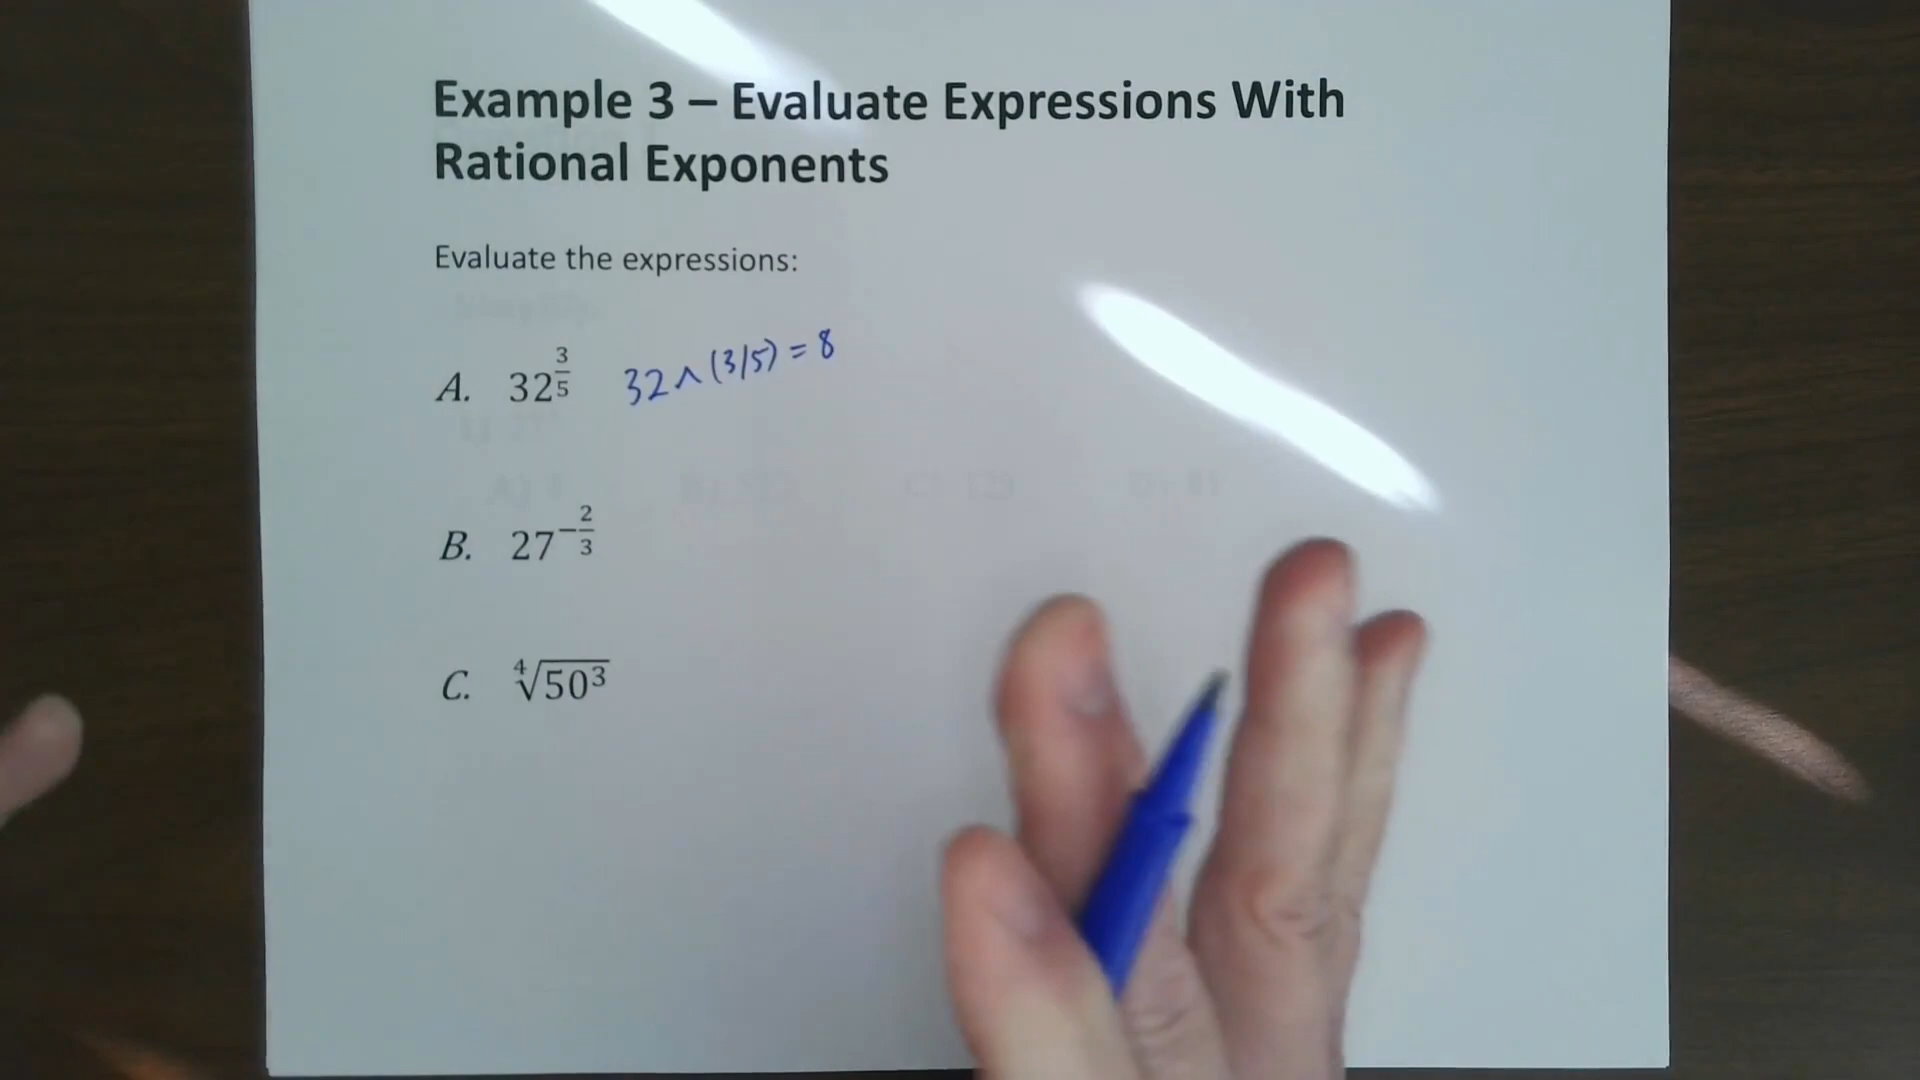 Example 3 – Evaluate Expressions With
Rational Exponents
Evaluate the expressions:
A. 32^(3/5) 32^(3/5) = 8
B. 27^(-2/3)
C. ∜50³